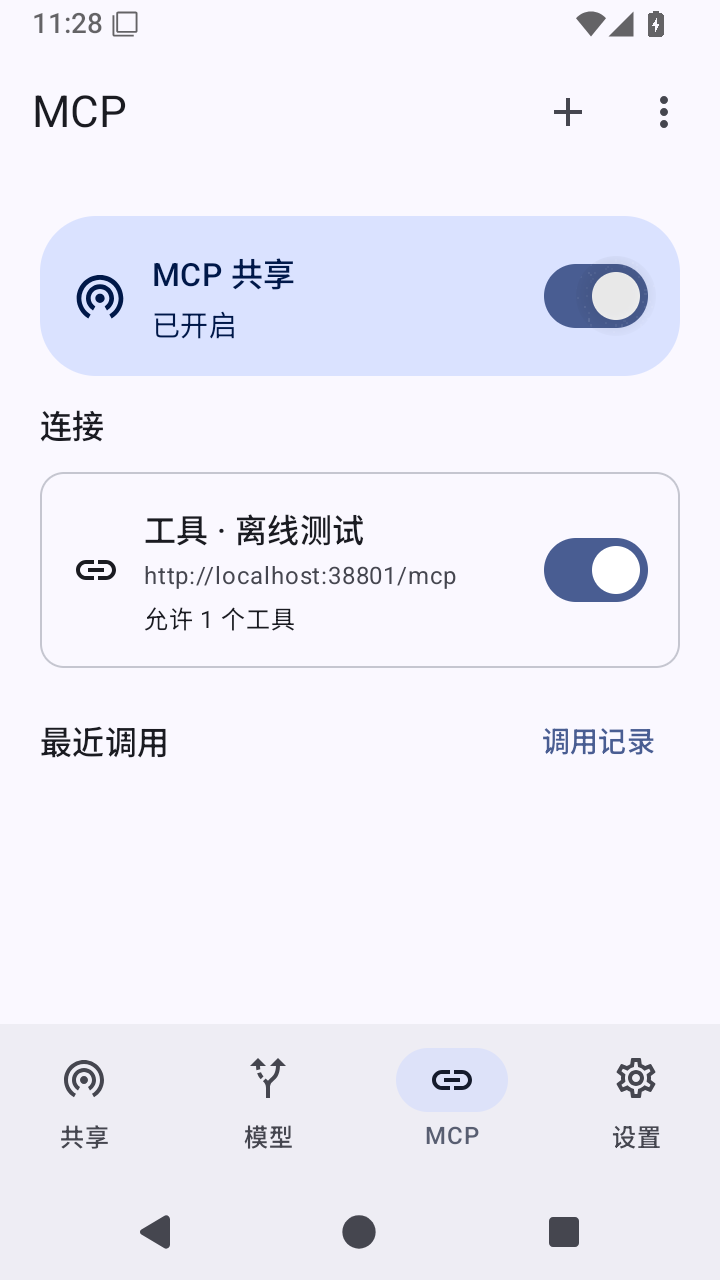 11:28
MCP
MCP 共享
已开启
连接
工具 · 离线测试
http://localhost:38801/mcp
允许 1 个工具
最近调用
调用记录
共享
模型
MCP
设置